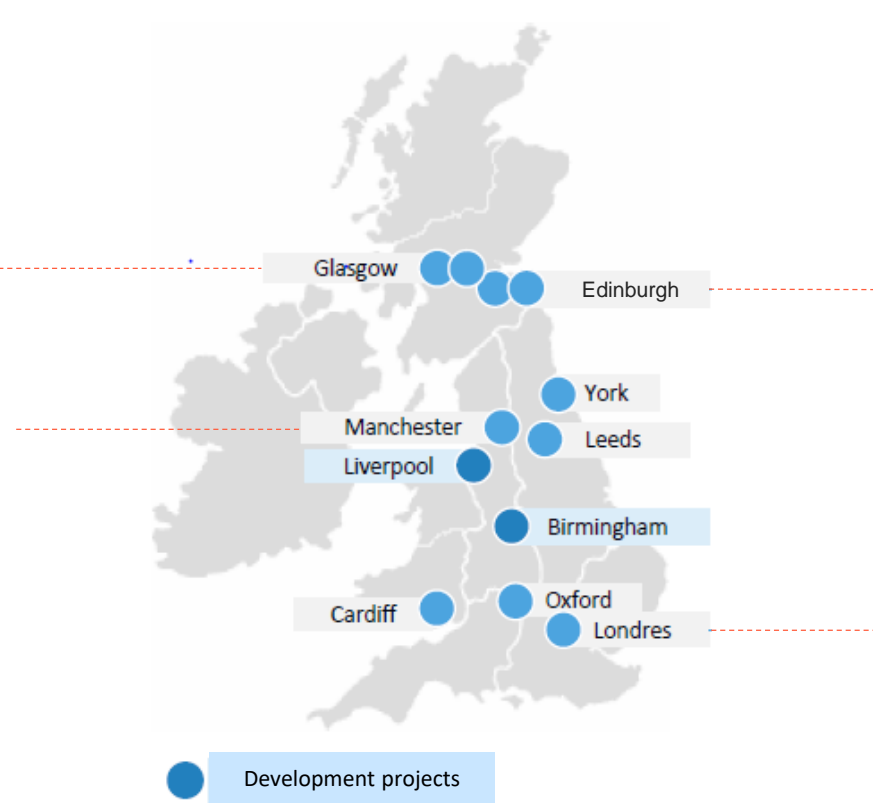 Glasgow
Edinburgh
York
Manchester
Leeds
Liverpool
Birmingham
Oxford
Cardiff
Londres
Development projects